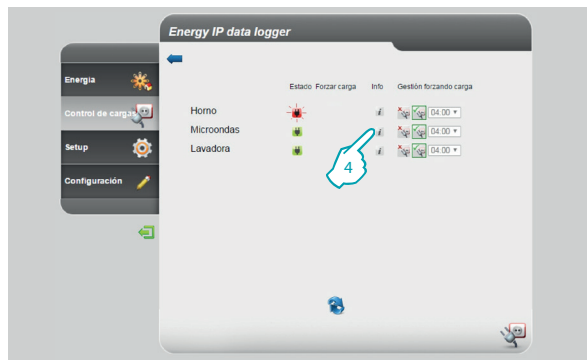 Energy IP data logger
Energía
Control de cargas
Setup
Configuración
Estado Forzar carga Info Gestión forzando carga
Horno i 04:00
Microondas i 04:00
Lavadora i 04:00
4